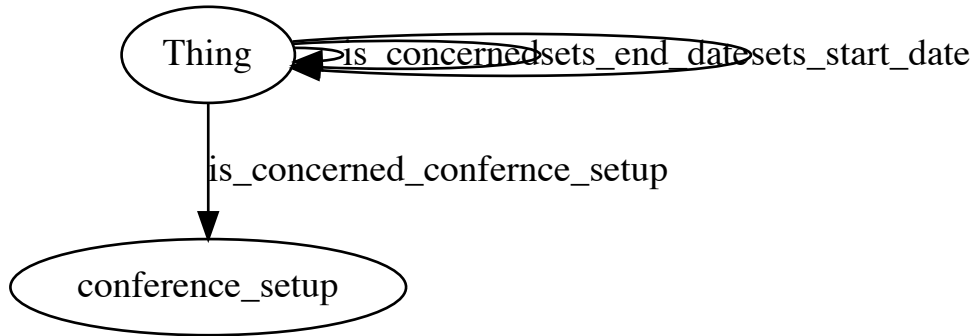 Thing
is_concerned
sets_end_date
sets_start_date
is_concerned_confernce_setup
conference_setup